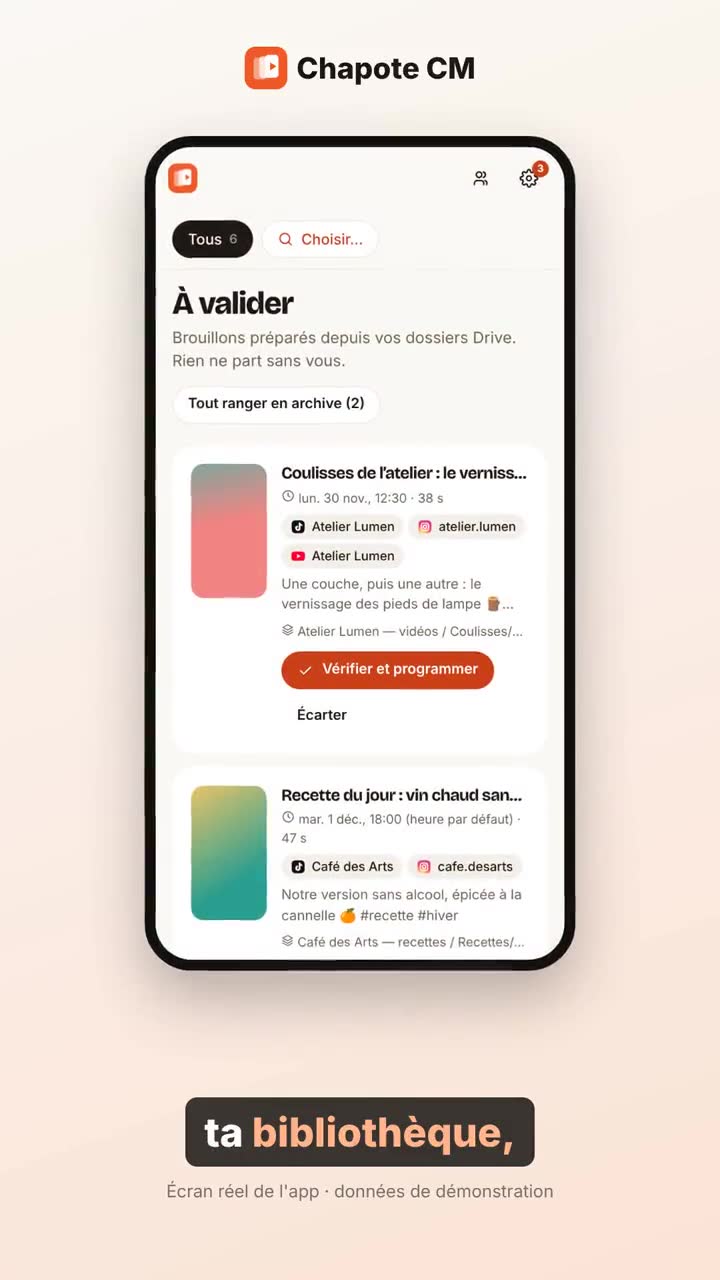 Chapote CM
3
Tous 6
Choisir...
À valider
Brouillons préparés depuis vos dossiers Drive.
Rien ne part sans vous.
Tout ranger en archive (2)
Coulisses de l'atelier : le verniss...
lun. 30 nov., 12:30 · 38 s
Atelier Lumen
atelier.lumen
Atelier Lumen
Une couche, puis une autre : le
vernissage des pieds de lampe 🪵...
Atelier Lumen — vidéos / Coulisses/...
Vérifier et programmer
Écarter
Recette du jour : vin chaud san...
mar. 1 déc., 18:00 (heure par défaut) ·
47 s
Café des Arts
cafe.desarts
Notre version sans alcool, épicée à la
cannelle 🍊 #recette #hiver
Café des Arts — recettes / Recettes/...
ta bibliothèque,
Écran réel de l'app · données de démonstration